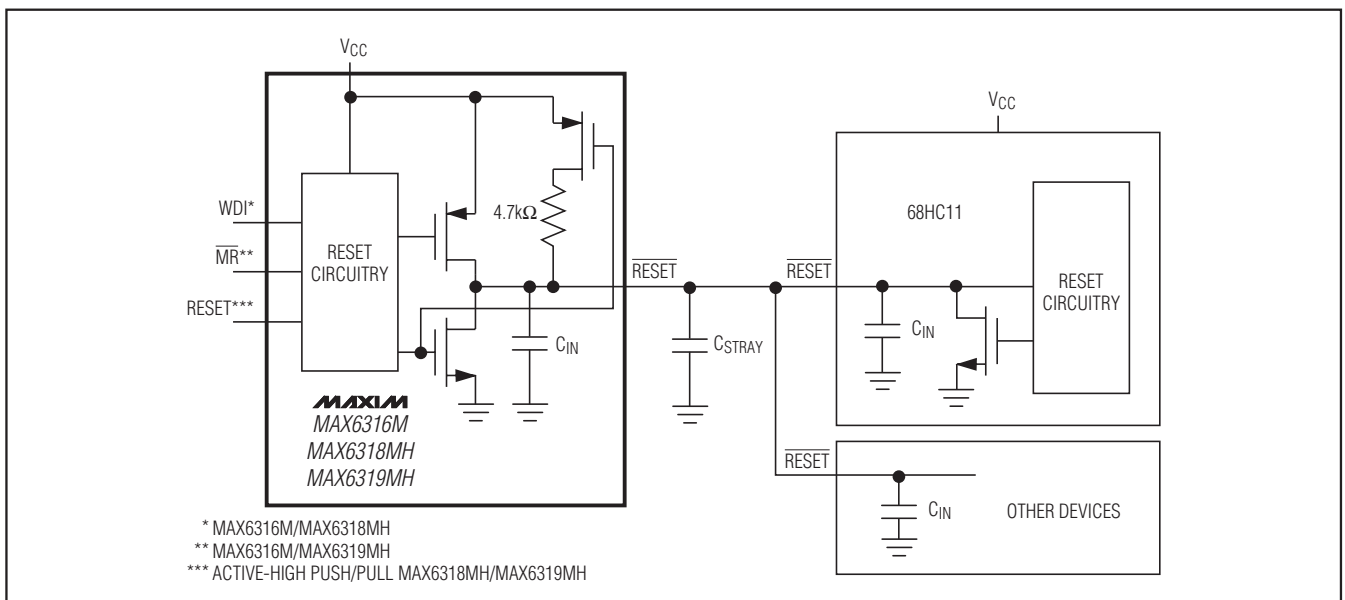 VCC
WDI*
MR**
RESET***
RESET
CIRCUITRY
4.7kΩ
CIN
MAXIM
MAX6316M
MAX6318MH
MAX6319MH
RESET
CSTRAY
RESET
VCC
68HC11
CIN
RESET
CIRCUITRY
RESET
CIN
OTHER DEVICES
* MAX6316M/MAX6318MH
** MAX6316M/MAX6319MH
*** ACTIVE-HIGH PUSH/PULL MAX6318MH/MAX6319MH